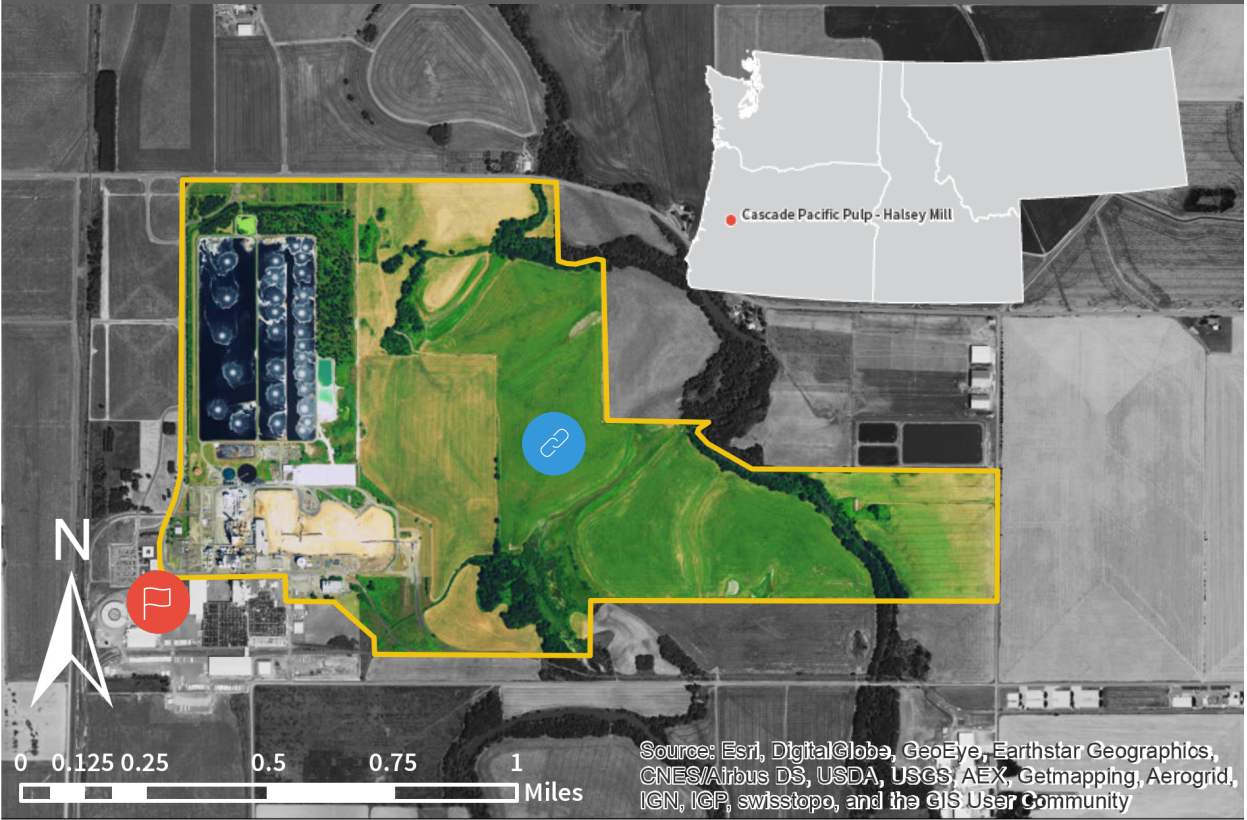 Cascade Pacific Pulp - Halsey Mill
N
0 0.125 0.25 0.5 0.75 1
Miles
Source: Esri, DigitalGlobe, GeoEye, Earthstar Geographics,
CNES/Airbus DS, USDA, USGS, AEX, Getmapping, Aerogrid,
IGN, IGP, swisstopo, and the GIS User Community